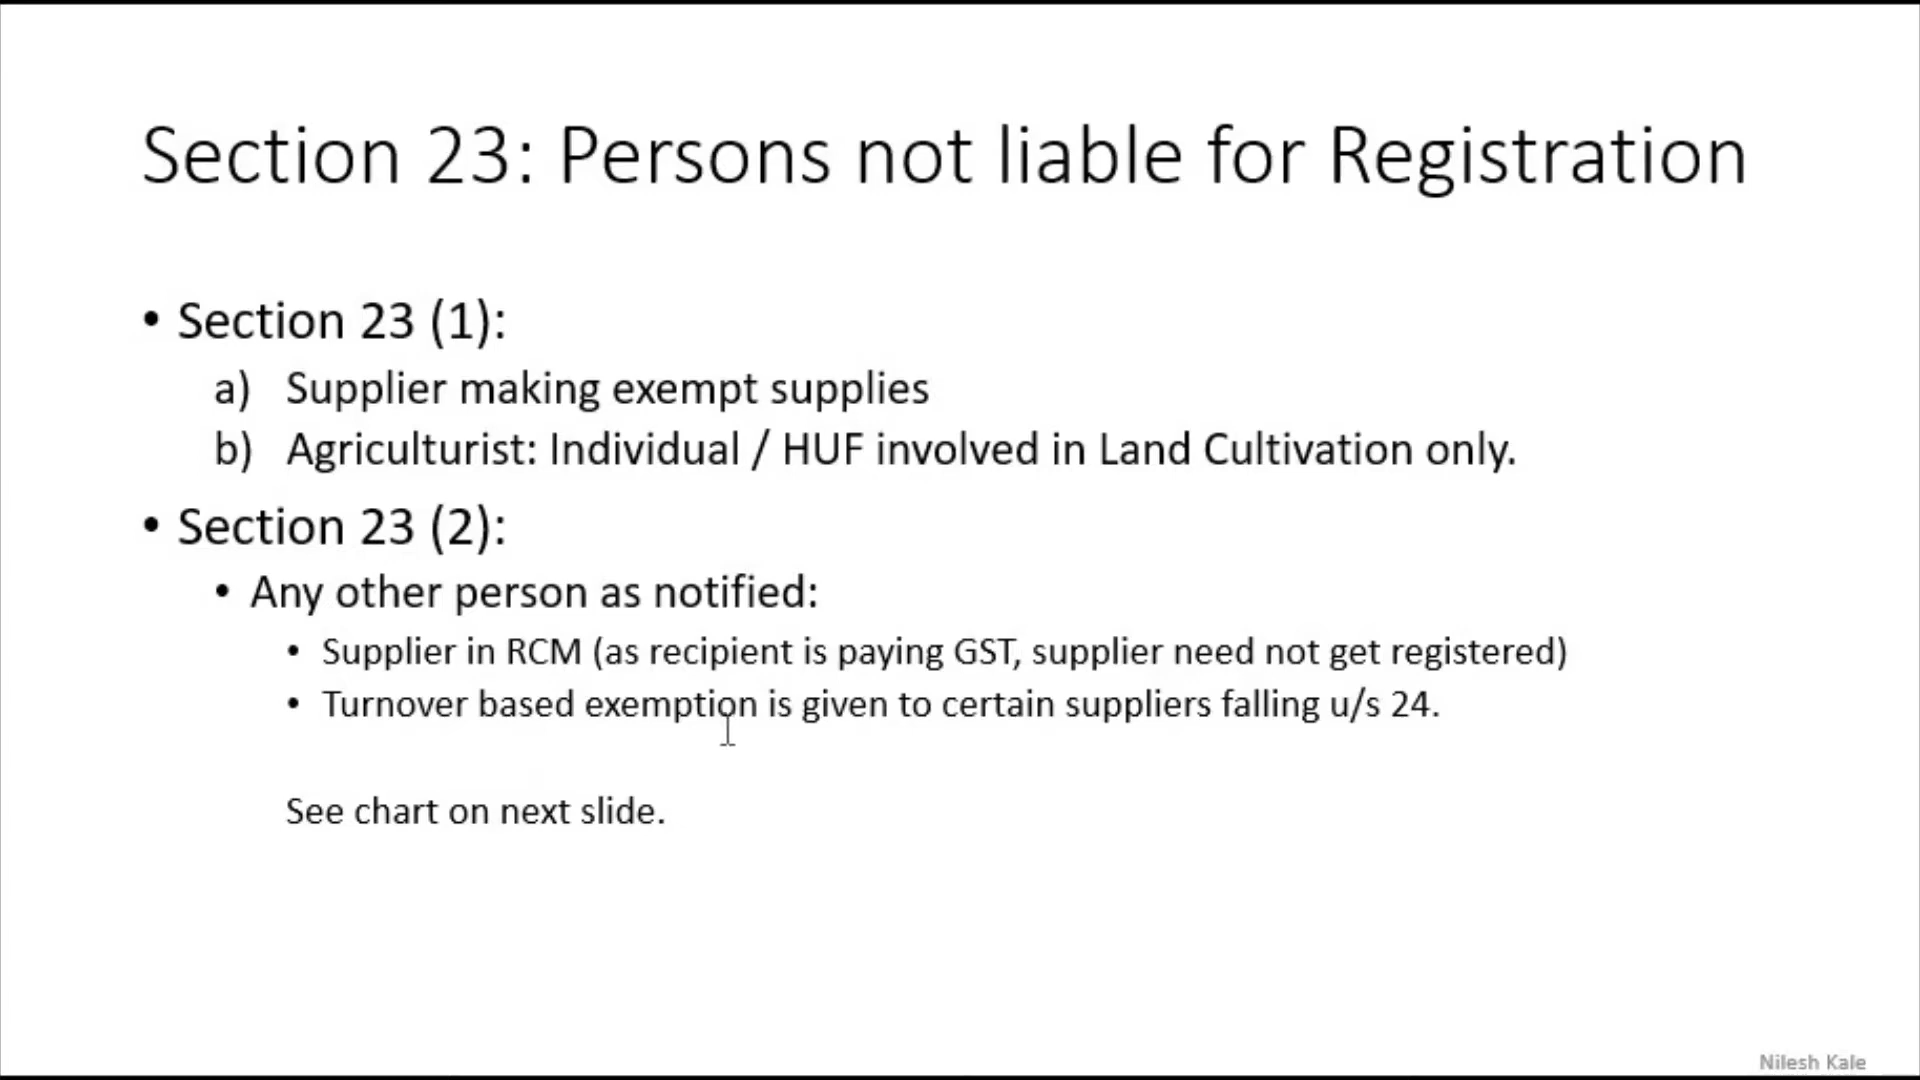 Section 23: Persons not liable for Registration
• Section 23 (1):
a) Supplier making exempt supplies
b) Agriculturist: Individual / HUF involved in Land Cultivation only.
• Section 23 (2):
• Any other person as notified:
• Supplier in RCM (as recipient is paying GST, supplier need not get registered)
• Turnover based exemption is given to certain suppliers falling u/s 24.
See chart on next slide.
Nilesh Kale